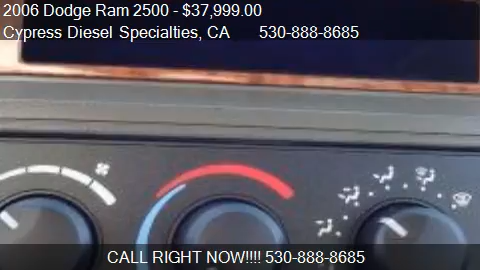 2006 Dodge Ram 2500 - $37,999.00
Cypress Diesel Specialties, CA 530-888-8685
CALL RIGHT NOW!!!! 530-888-8685